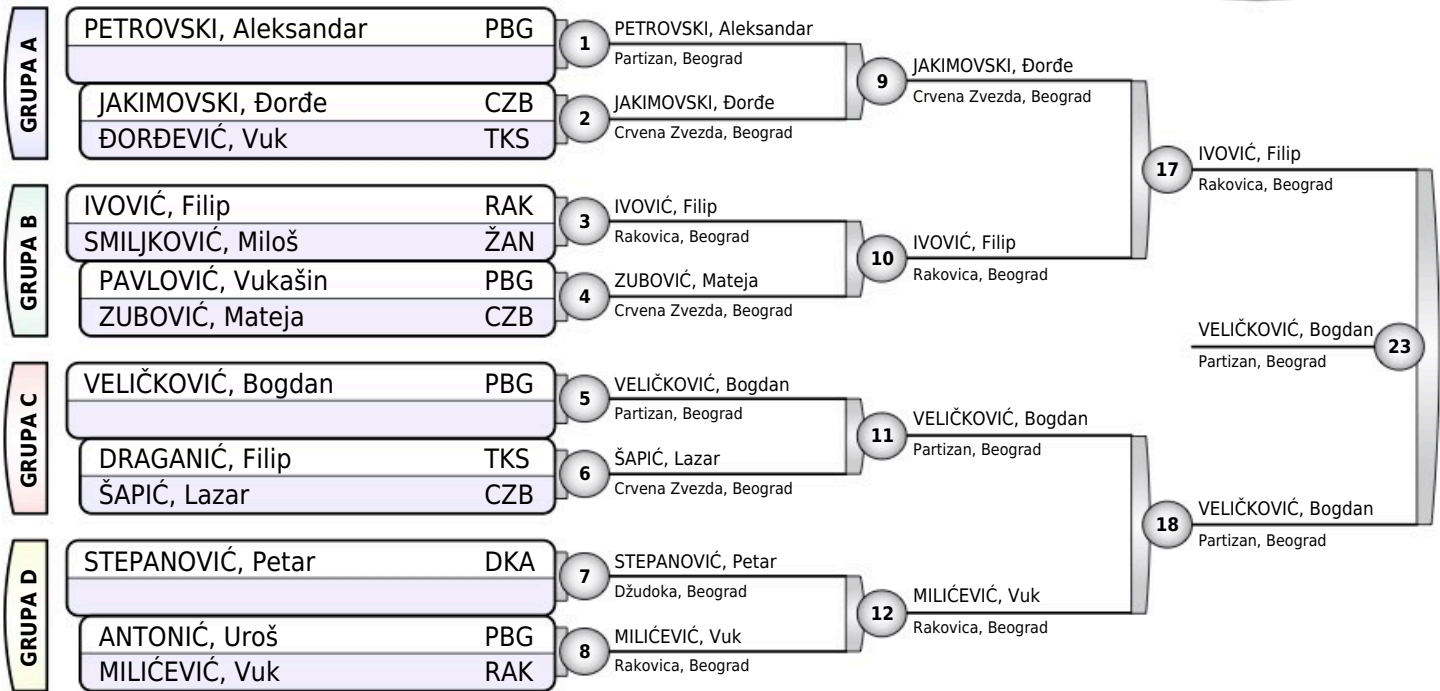 GRUPA A
PETROVSKI, Aleksandar PBG
JAKIMOVSKI, Đorđe CZB
ĐORĐEVIĆ, Vuk TKS
GRUPA B
IVOVIĆ, Filip RAK
SMILJKOVIĆ, Miloš ŽAN
PAVLOVIĆ, Vukašin PBG
ZUBOVIĆ, Mateja CZB
GRUPA C
VELIČKOVIĆ, Bogdan PBG
DRAGANIĆ, Filip TKS
ŠAPIĆ, Lazar CZB
GRUPA D
STEPANOVIĆ, Petar DKA
ANTONIĆ, Uroš PBG
MILIĆEVIĆ, Vuk RAK
1
PETROVSKI, Aleksandar
Partizan, Beograd
2
JAKIMOVSKI, Đorđe
Crvena Zvezda, Beograd
3
IVOVIĆ, Filip
Rakovica, Beograd
4
ZUBOVIĆ, Mateja
Crvena Zvezda, Beograd
5
VELIČKOVIĆ, Bogdan
Partizan, Beograd
6
ŠAPIĆ, Lazar
Crvena Zvezda, Beograd
7
STEPANOVIĆ, Petar
Džudoka, Beograd
8
MILIĆEVIĆ, Vuk
Rakovica, Beograd
9
JAKIMOVSKI, Đorđe
Crvena Zvezda, Beograd
10
IVOVIĆ, Filip
Rakovica, Beograd
11
VELIČKOVIĆ, Bogdan
Partizan, Beograd
12
MILIĆEVIĆ, Vuk
Rakovica, Beograd
17
IVOVIĆ, Filip
Rakovica, Beograd
18
VELIČKOVIĆ, Bogdan
Partizan, Beograd
VELIČKOVIĆ, Bogdan
Partizan, Beograd
23